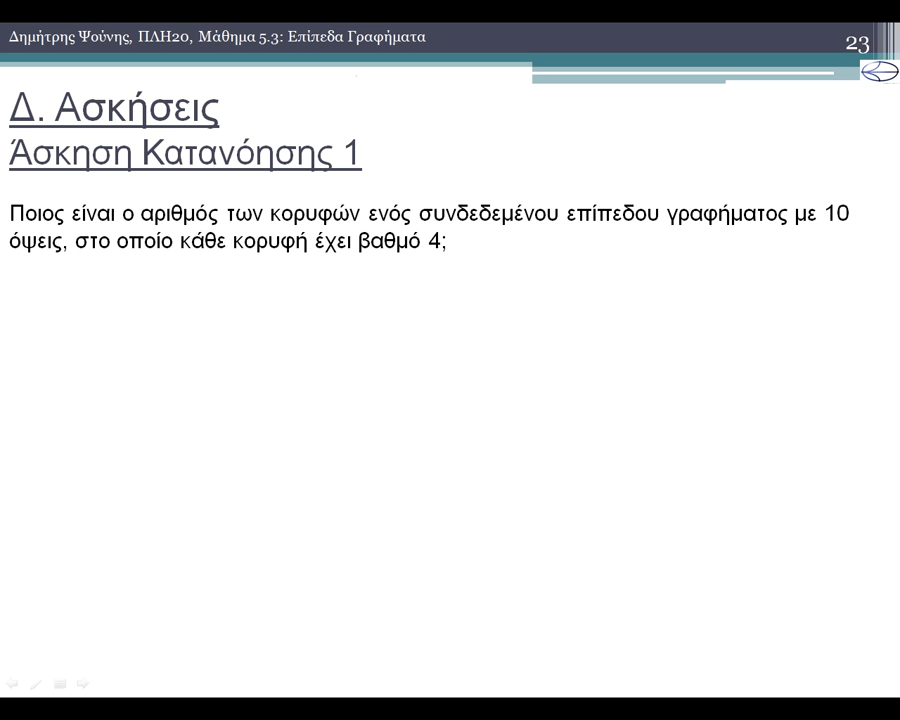 Δημήτρης Ψούνης, ΠΛΗ20, Μάθημα 5.3: Επίπεδα Γραφήματα
23
Δ. Ασκήσεις
Άσκηση Κατανόησης 1
Ποιος είναι ο αριθμός των κορυφών ενός συνδεδεμένου επίπεδου γραφήματος με 10
όψεις, στο οποίο κάθε κορυφή έχει βαθμό 4;